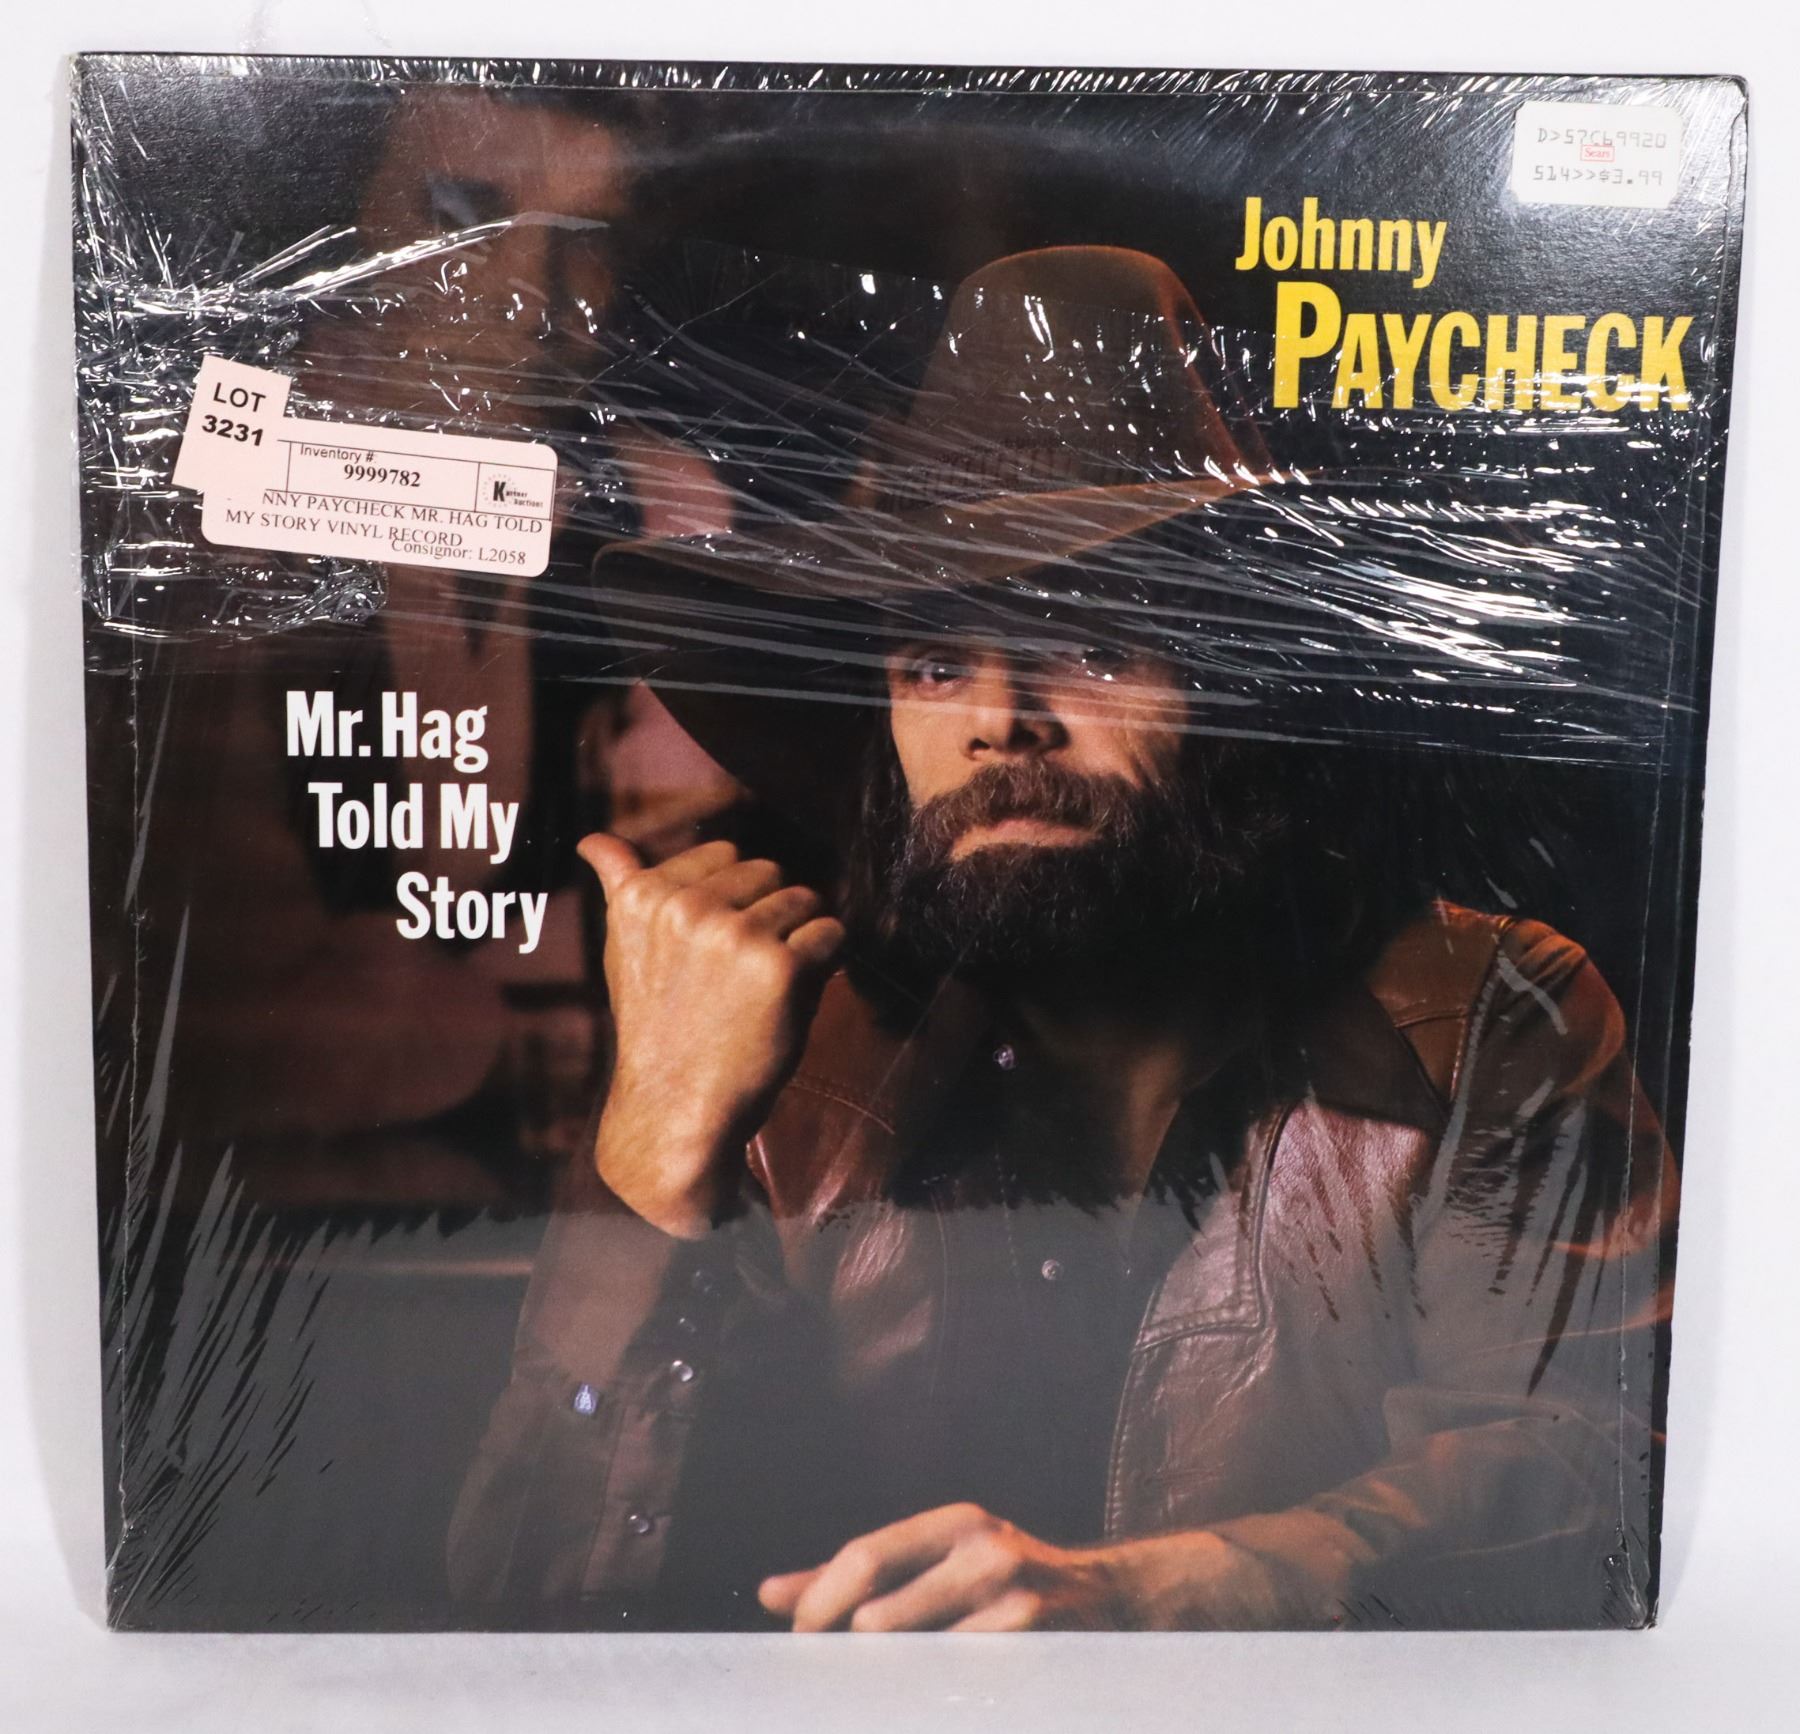 D>57C69920
Sears
514>>$3.99
Johnny
PAYCHECK
LOT
3231
Inventory #:
9999782
NNY PAYCHECK MR. HAG TOLD
MY STORY VINYL RECORD
Consignor: L2058
Mr. Hag
Told My
Story